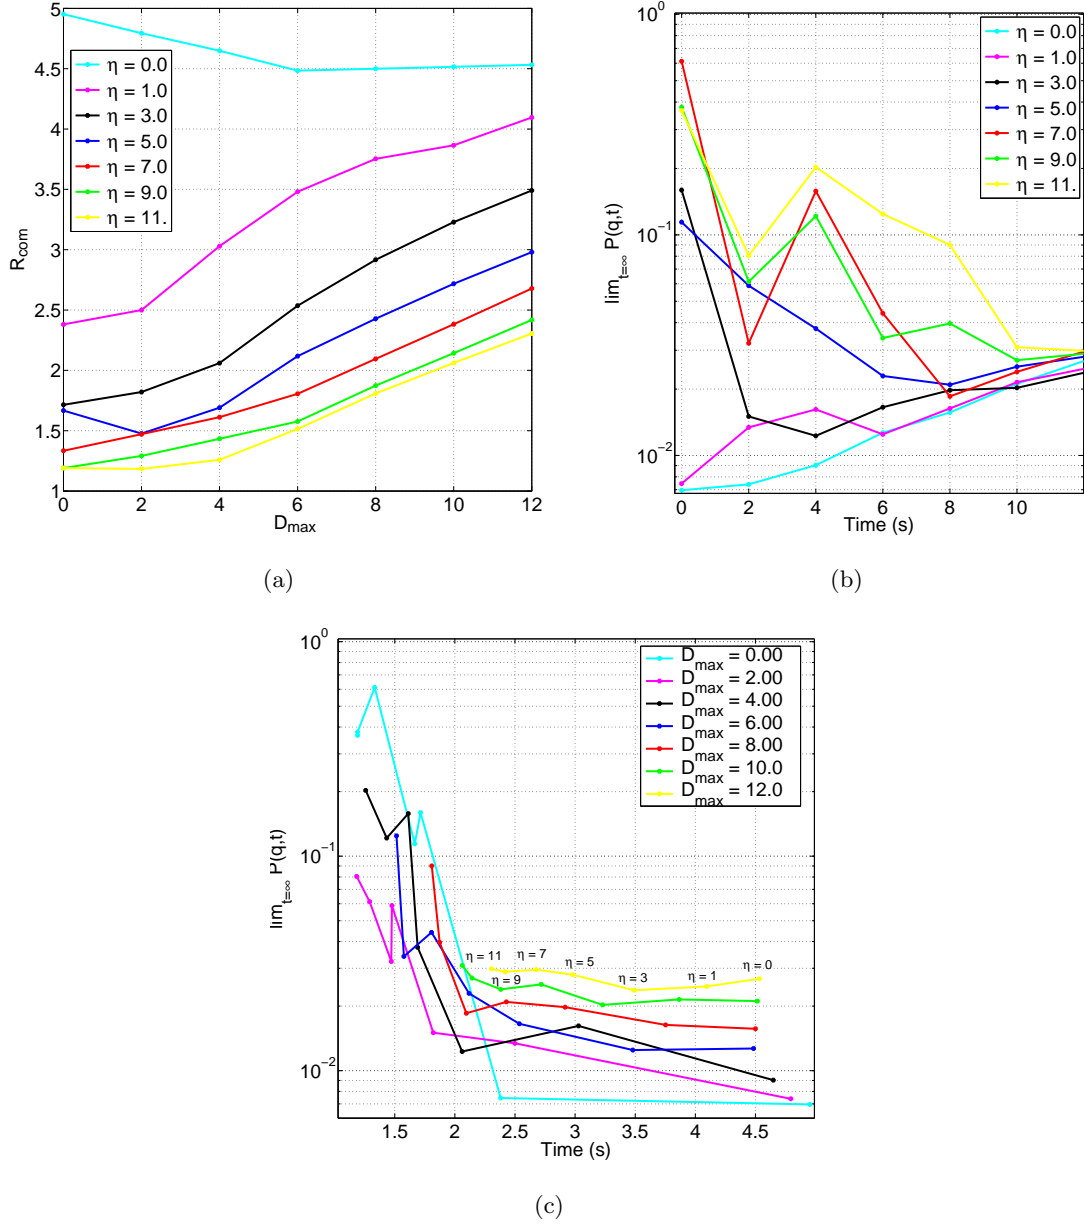 5
4.5
4
3.5
3
2.5
2
1.5
1
R_com
0 2 4 6 8 10 12
D_max
η = 0.0
η = 1.0
η = 3.0
η = 5.0
η = 7.0
η = 9.0
η = 11.
(a)
10^0
10^−1
10^−2
lim_t=∞ P(q,t)
0 2 4 6 8 10
Time (s)
η = 0.0
η = 1.0
η = 3.0
η = 5.0
η = 7.0
η = 9.0
η = 11.
(b)
10^0
10^−1
10^−2
lim_t=∞ P(q,t)
1.5 2 2.5 3 3.5 4 4.5
Time (s)
D_max = 0.00
D_max = 2.00
D_max = 4.00
D_max = 6.00
D_max = 8.00
D_max = 10.0
D_max = 12.0
η = 11
η = 9
η = 7
η = 5
η = 3
η = 1
η = 0
(c)